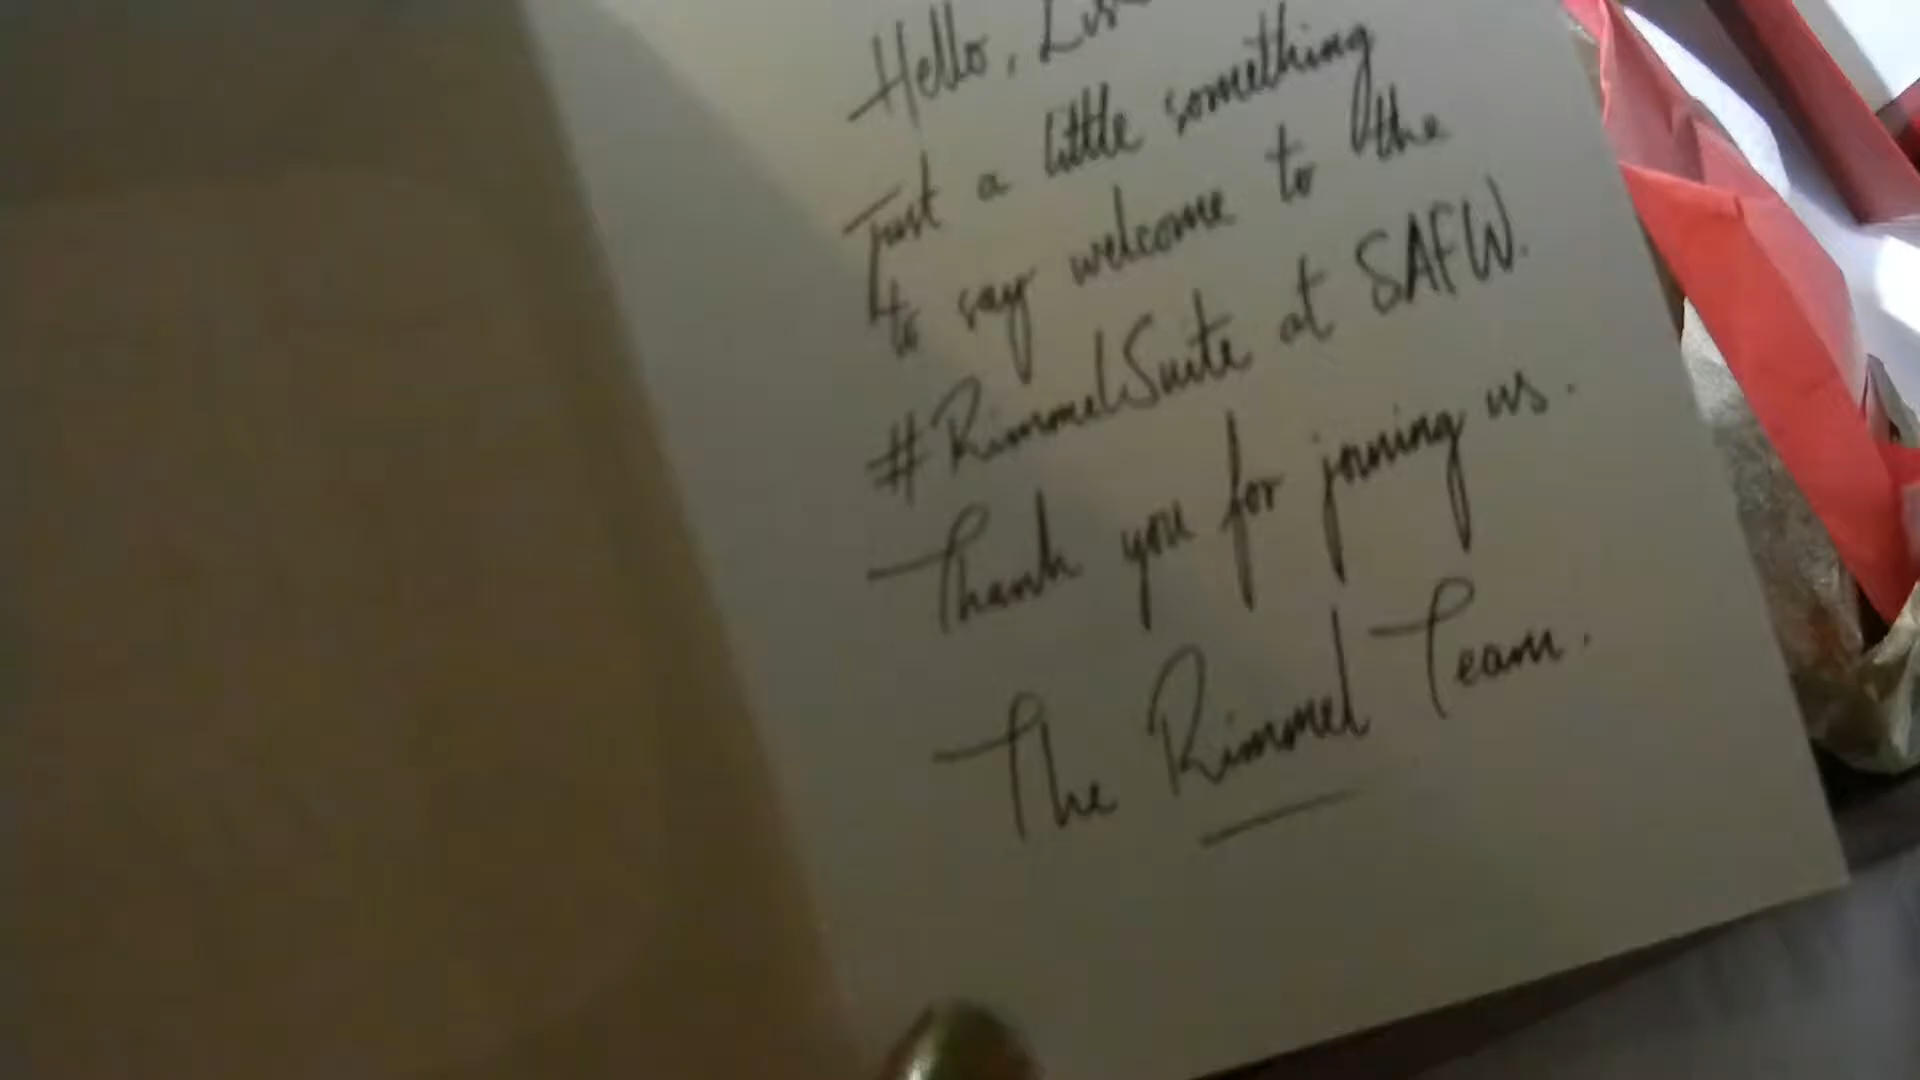 Hello,
Just a little something
to say welcome to the
#RimmelSuite at SAFW.
Thank you for joining us.
The Rimmel Team.